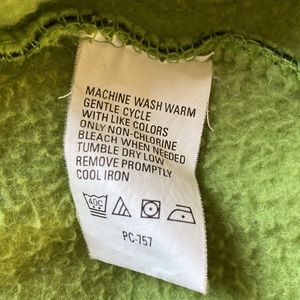 MACHINE WASH WARM
GENTLE CYCLE
WITH LIKE COLORS
ONLY NON-CHLORINE
BLEACH WHEN NEEDED
TUMBLE DRY LOW
REMOVE PROMPTLY
COOL IRON
40C
PC-757